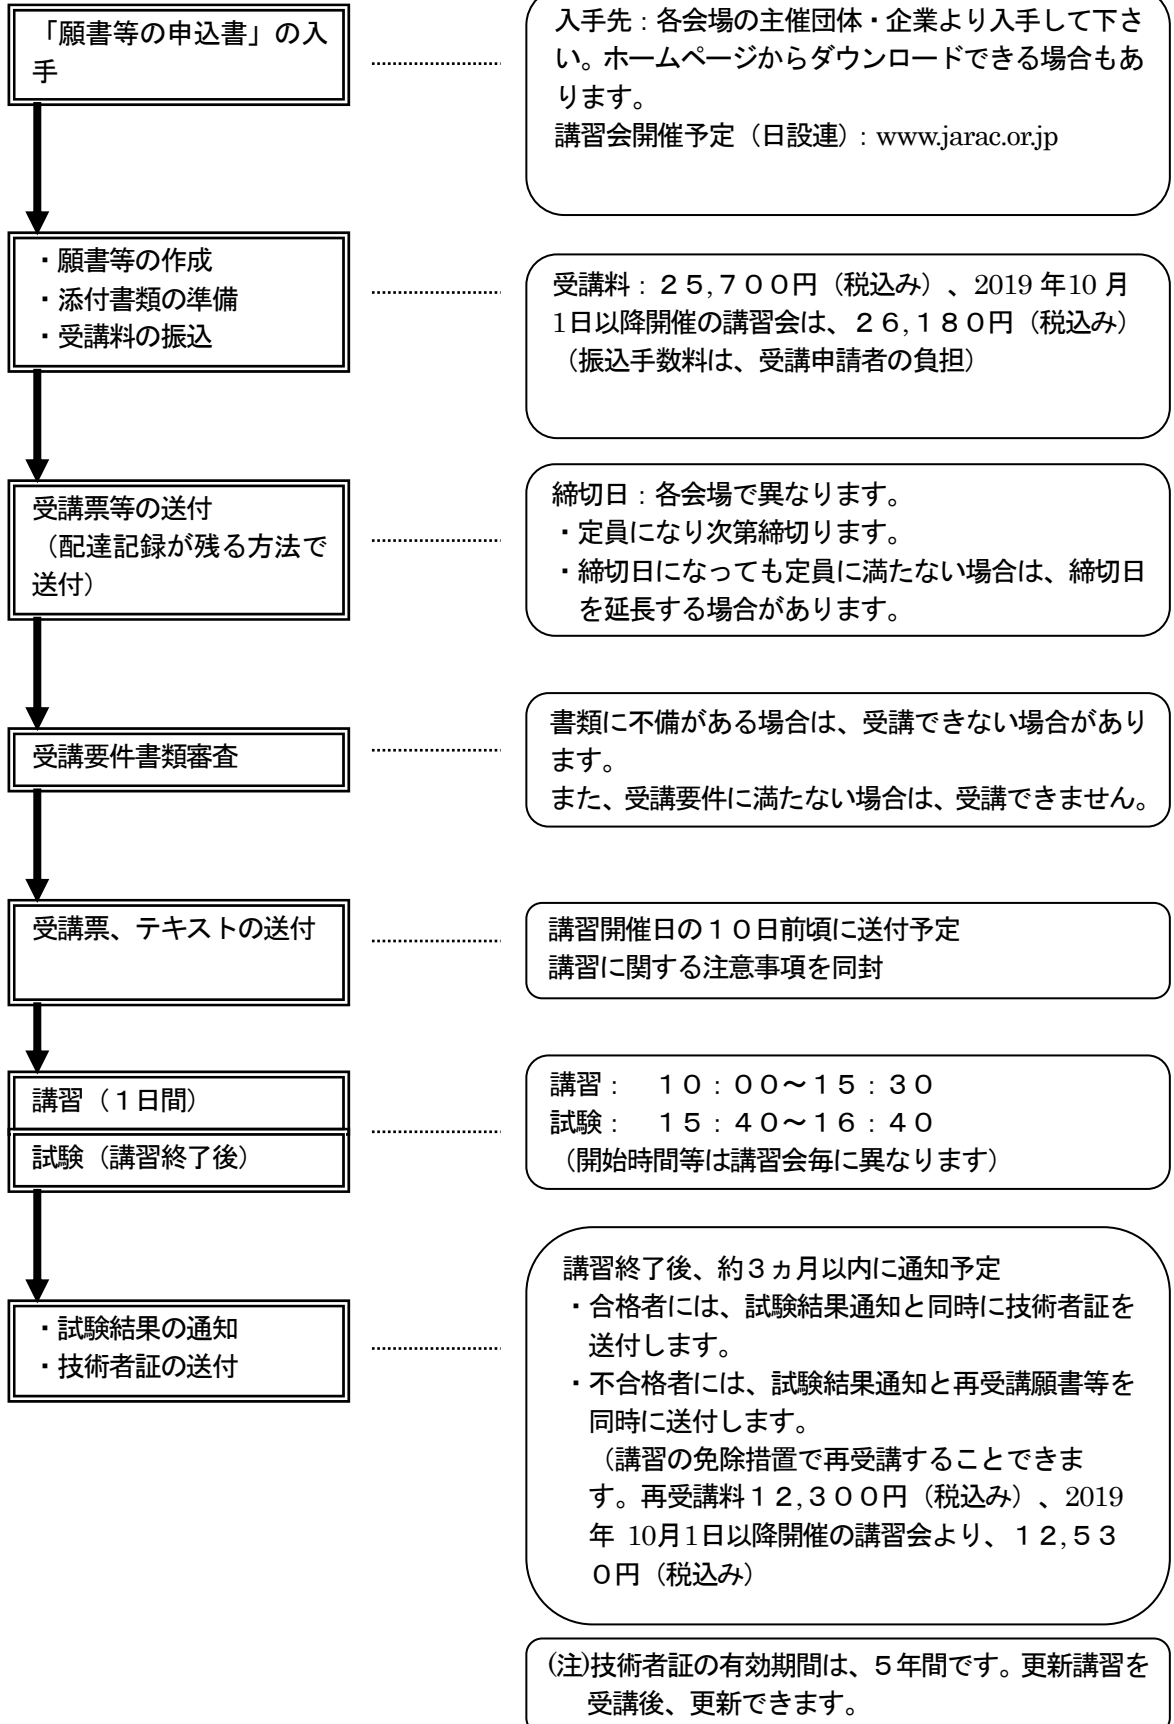 「願書等の申込書」の入
手
入手先：各会場の主催団体・企業より入手して下さ
い。ホームページからダウンロードできる場合もあ
ります。
講習会開催予定（日設連）：www.jarac.or.jp
・願書等の作成
・添付書類の準備
・受講料の振込
受講料：２５,７００円（税込み）、2019 年10 月
1日以降開催の講習会は、２６,１８０円（税込み）
（振込手数料は、受講申請者の負担）
受講票等の送付
（配達記録が残る方法で
送付）
締切日：各会場で異なります。
・定員になり次第締切ります。
・締切日になっても定員に満たない場合は、締切日
を延長する場合があります。
受講要件書類審査
書類に不備がある場合は、受講できない場合があり
ます。
また、受講要件に満たない場合は、受講できません。
受講票、テキストの送付
講習開催日の１０日前頃に送付予定
講習に関する注意事項を同封
講習（１日間）
試験（講習終了後）
講習：　１０：００～１５：３０
試験：　１５：４０～１６：４０
（開始時間等は講習会毎に異なります）
・試験結果の通知
・技術者証の送付
講習終了後、約３ヵ月以内に通知予定
・合格者には、試験結果通知と同時に技術者証を
送付します。
・不合格者には、試験結果通知と再受講願書等を
同時に送付します。
（講習の免除措置で再受講することできま
す。再受講料１２,３００円（税込み）、2019
年 10月1日以降開催の講習会より、１２,５３
０円（税込み）
(注)技術者証の有効期間は、５年間です。更新講習を
受講後、更新できます。